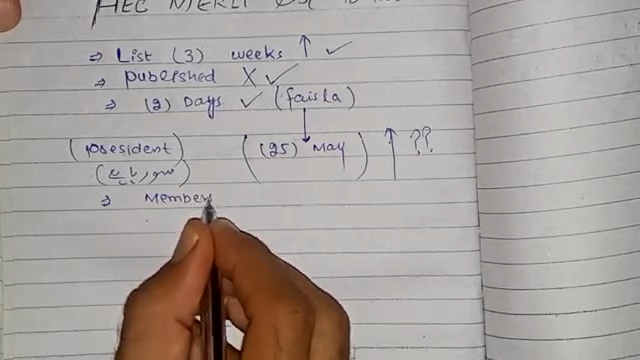 HEC MERIT
⇒ List (3) weeks ↑ ✓
⇒ published X ✓
⇒ (2) Days ✓ (faisla)
(president) ((25) May) ↑ ??
⇒ Member